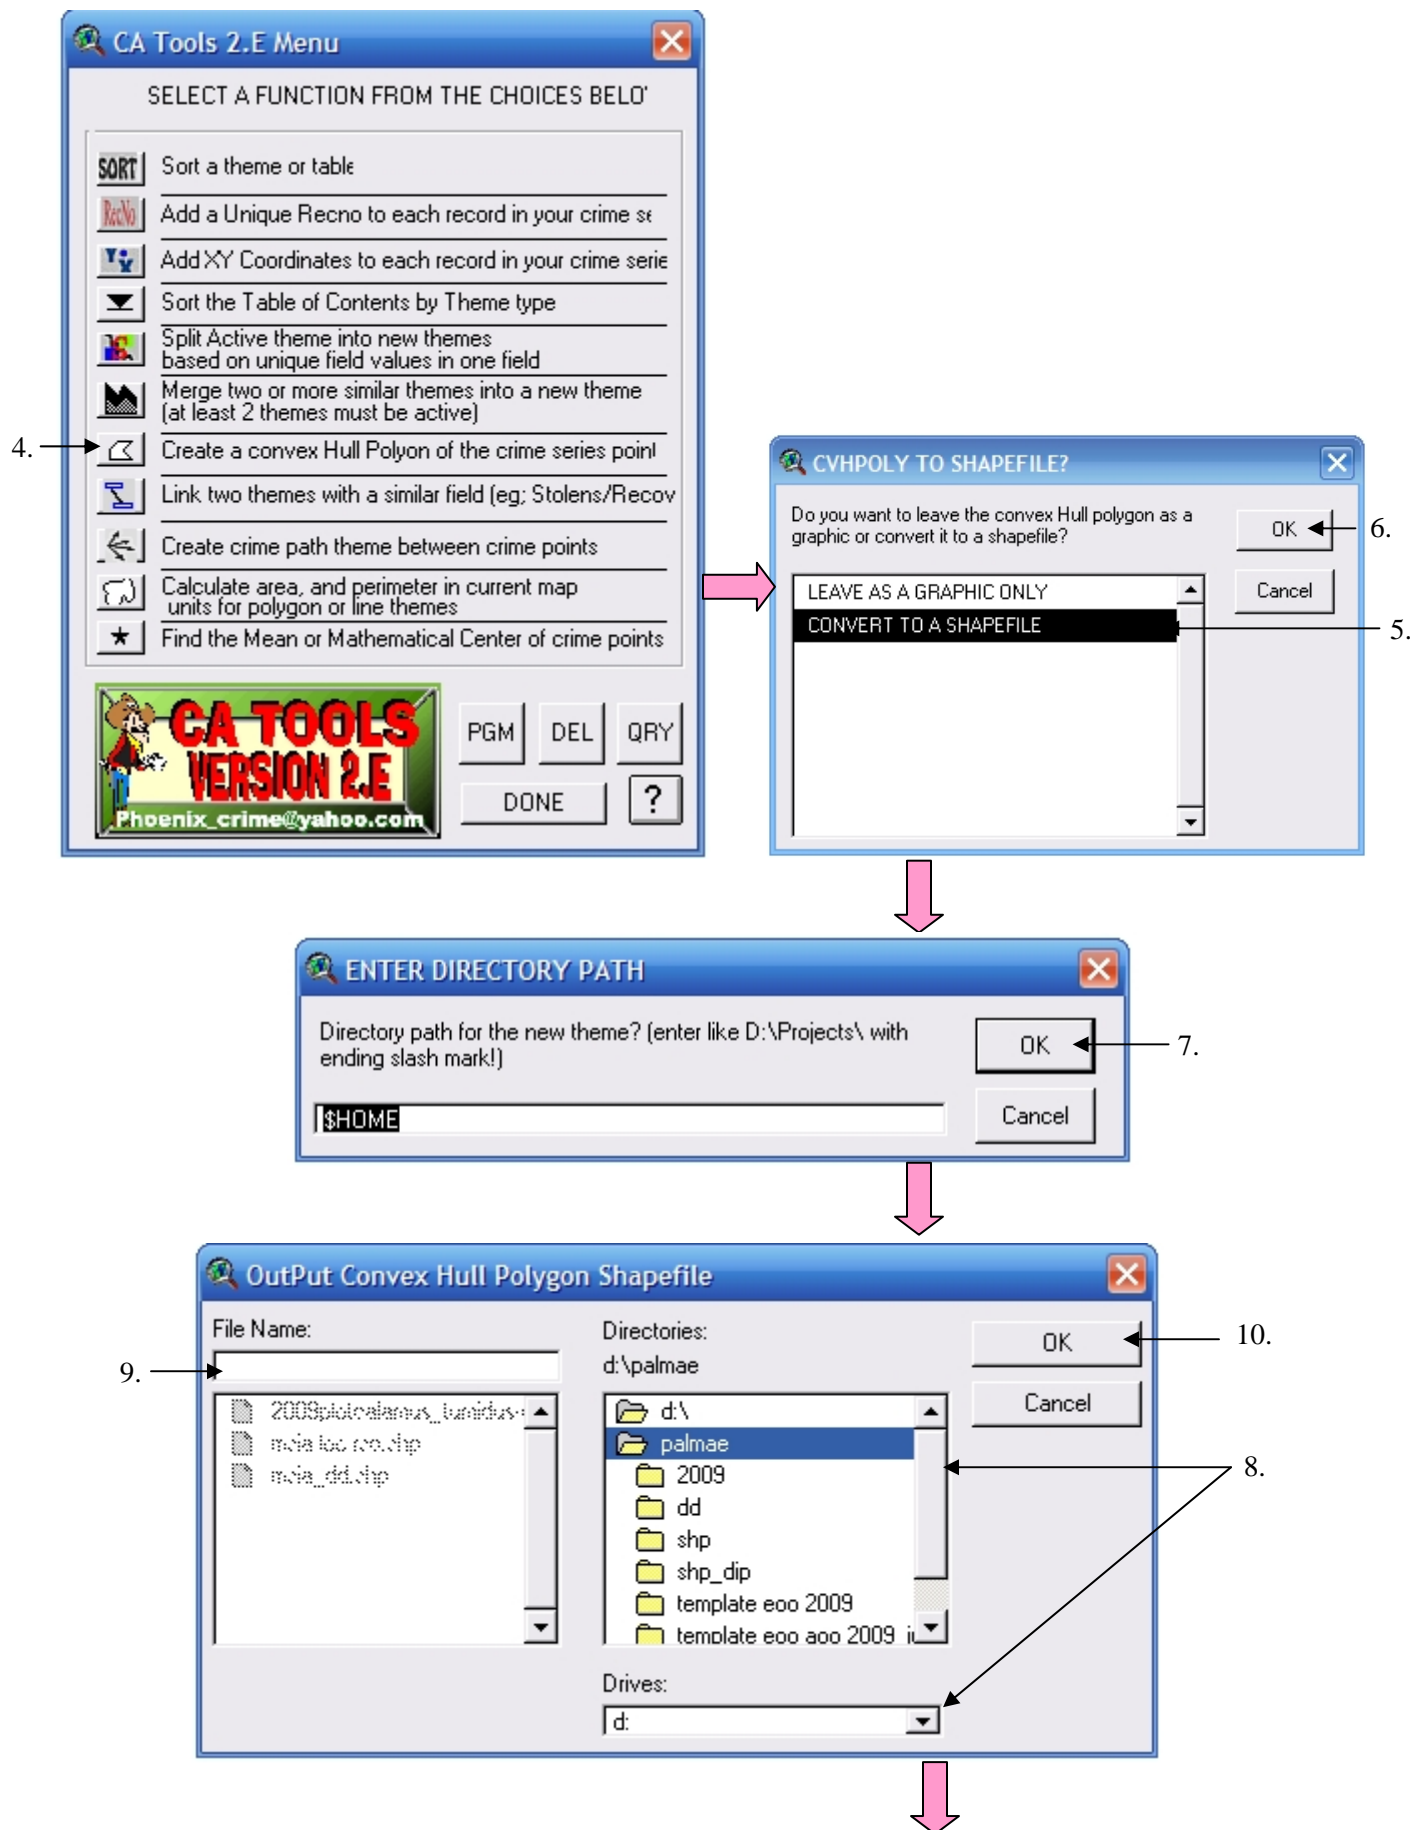 CA Tools 2.E Menu
SELECT A FUNCTION FROM THE CHOICES BELO'
SORT Sort a theme or table
RecNo Add a Unique Recno to each record in your crime se
Add XY Coordinates to each record in your crime serie
Sort the Table of Contents by Theme type
Split Active theme into new themes
based on unique field values in one field
Merge two or more similar themes into a new theme
(at least 2 themes must be active)
4.
Create a convex Hull Polyon of the crime series point
Link two themes with a similar field (eg; Stolens/Recov
Create crime path theme between crime points
Calculate area, and perimeter in current map
units for polygon or line themes
Find the Mean or Mathematical Center of crime points
CA TOOLS
VERSION 2.E
Phoenix_crime@yahoo.com
PGM DEL QRY
DONE ?
CVHPOLY TO SHAPEFILE?
Do you want to leave the convex Hull polygon as a
graphic or convert it to a shapefile?
OK
6.
Cancel
LEAVE AS A GRAPHIC ONLY
CONVERT TO A SHAPEFILE
5.
ENTER DIRECTORY PATH
Directory path for the new theme? (enter like D:\Projects\ with
ending slash mark!)
OK
7.
$HOME
Cancel
OutPut Convex Hull Polygon Shapefile
File Name:
9.
meia_dd.shp
Directories:
d:\palmae
d:\
palmae
2009
dd
shp
shp_dip
template eoo 2009
template eoo aoo 2009
8.
Drives:
d:
OK
10.
Cancel